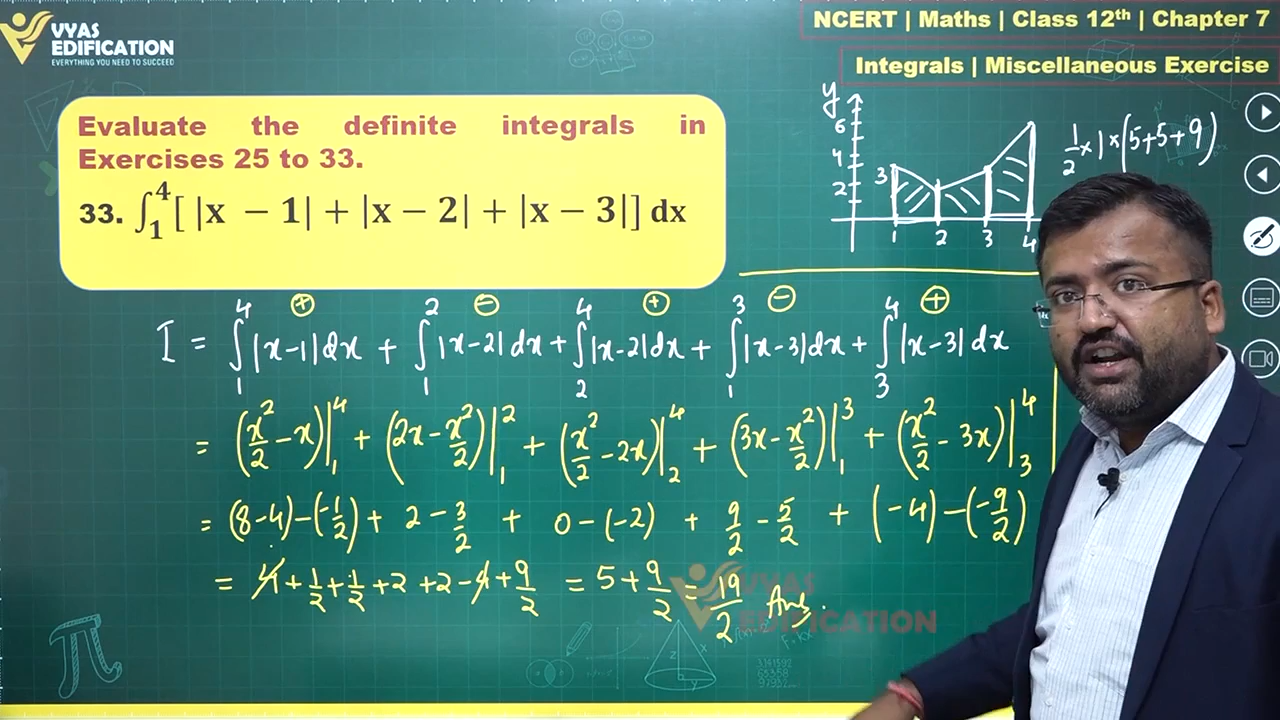 VYAS
EDIFICATION
EVERYTHING YOU NEED TO SUCCEED
NCERT | Maths | Class 12ᵗʰ | Chapter 7
Integrals | Miscellaneous Exercise
Evaluate the definite integrals in
Exercises 25 to 33.
33. ∫₁⁴ [ |x − 1| + |x − 2| + |x − 3|] dx
y
6
4
3
2
1 2 3 4
1/2 × 1 × (5+5+9)
⊕ ⊖ ⊕ ⊖ ⊕
I = ∫₁⁴ |x-1| dx + ∫₁² |x-2| dx + ∫₂⁴ |x-2| dx + ∫₁³ |x-3| dx + ∫₃⁴ |x-3| dx
= (x²/2 - x)|₁⁴ + (2x - x²/2)|₁² + (x²/2 - 2x)|₂⁴ + (3x - x²/2)|₁³ + (x²/2 - 3x)|₃⁴
= (8-4) - (-1/2) + 2 - 3/2 + 0 - (-2) + 9/2 - 5/2 + (-4) - (-9/2)
= 4 + 1/2 + 1/2 + 2 + 2 - 4 + 9/2 = 5 + 9/2 = 19/2 Ans.
VYAS
EDIFICATION